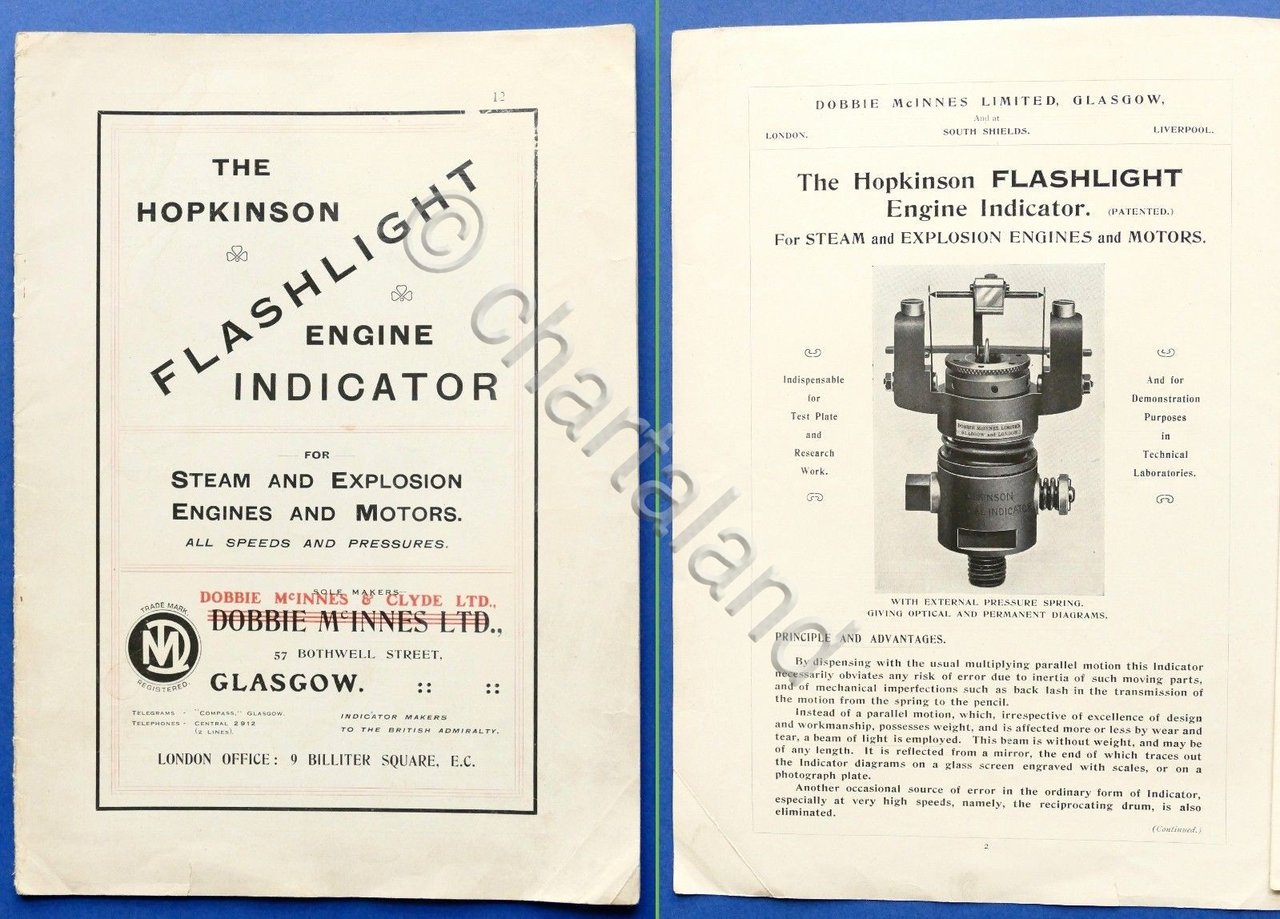 12
THE
HOPKINSON
FLASHLIGHT
ENGINE
INDICATOR
FOR
STEAM AND EXPLOSION
ENGINES AND MOTORS.
ALL SPEEDS AND PRESSURES.
SOLE MAKERS
DOBBIE McINNES & CLYDE LTD.,
DOBBIE McINNES LTD.,
TRADE MARK.
DM
REGISTERED.
57 BOTHWELL STREET,
GLASGOW. :: ::
TELEGRAMS - "COMPASS," GLASGOW.
TELEPHONES - CENTRAL 2912
(2 LINES).
INDICATOR MAKERS
TO THE BRITISH ADMIRALTY.
LONDON OFFICE: 9 BILLITER SQUARE, E.C.
DOBBIE McINNES LIMITED, GLASGOW,
And at
LONDON. SOUTH SHIELDS. LIVERPOOL.
The Hopkinson FLASHLIGHT
Engine Indicator. (PATENTED.)
For STEAM and EXPLOSION ENGINES and MOTORS.
Indispensable
for
Test Plate
and
Research
Work.
DOBBIE McINNES LIMITED
GLASGOW and LONDON
And for
Demonstration
Purposes
in
Technical
Laboratories.
WITH EXTERNAL PRESSURE SPRING.
GIVING OPTICAL AND PERMANENT DIAGRAMS.
PRINCIPLE AND ADVANTAGES.
By dispensing with the usual multiplying parallel motion this Indicator
necessarily obviates any risk of error due to inertia of such moving parts,
and of mechanical imperfections such as back lash in the transmission of
the motion from the spring to the pencil.
Instead of a parallel motion, which, irrespective of excellence of design
and workmanship, possesses weight, and is affected more or less by wear and
tear, a beam of light is employed. This beam is without weight, and may be
of any length. It is reflected from a mirror, the end of which traces out
the Indicator diagrams on a glass screen engraved with scales, or on a
photograph plate.
Another occasional source of error in the ordinary form of Indicator,
especially at very high speeds, namely, the reciprocating drum, is also
eliminated.
(Continued.)
2
© chartaland